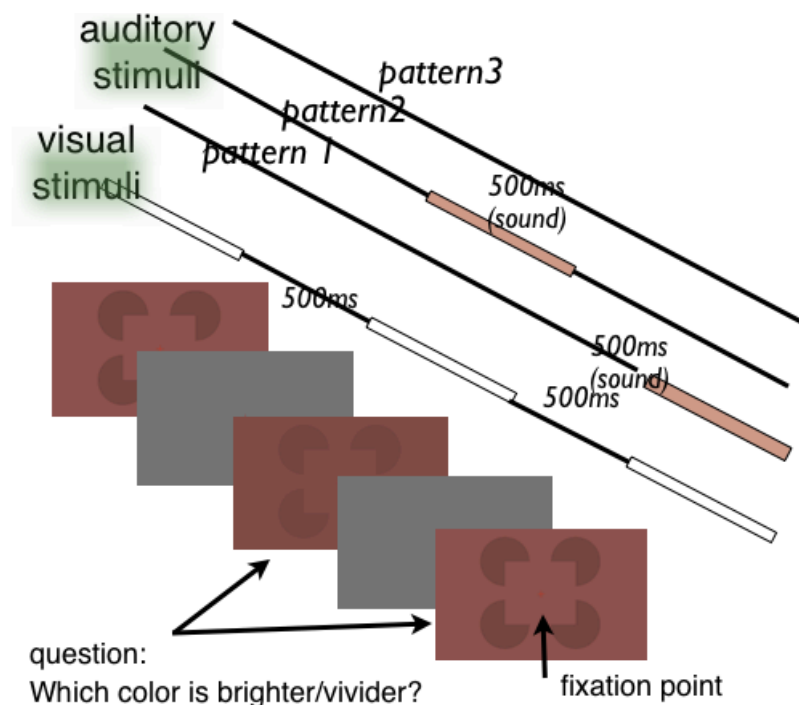 auditory
stimuli
pattern3
pattern2
visual
stimuli
pattern 1
500ms
(sound)
500ms
500ms
(sound)
500ms
question:
Which color is brighter/vivider?
fixation point